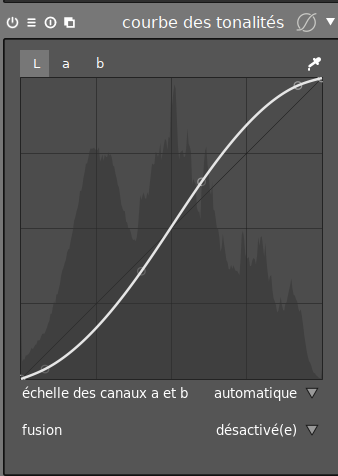 courbe des tonalités
L a b
échelle des canaux a et b automatique
fusion désactivé(e)